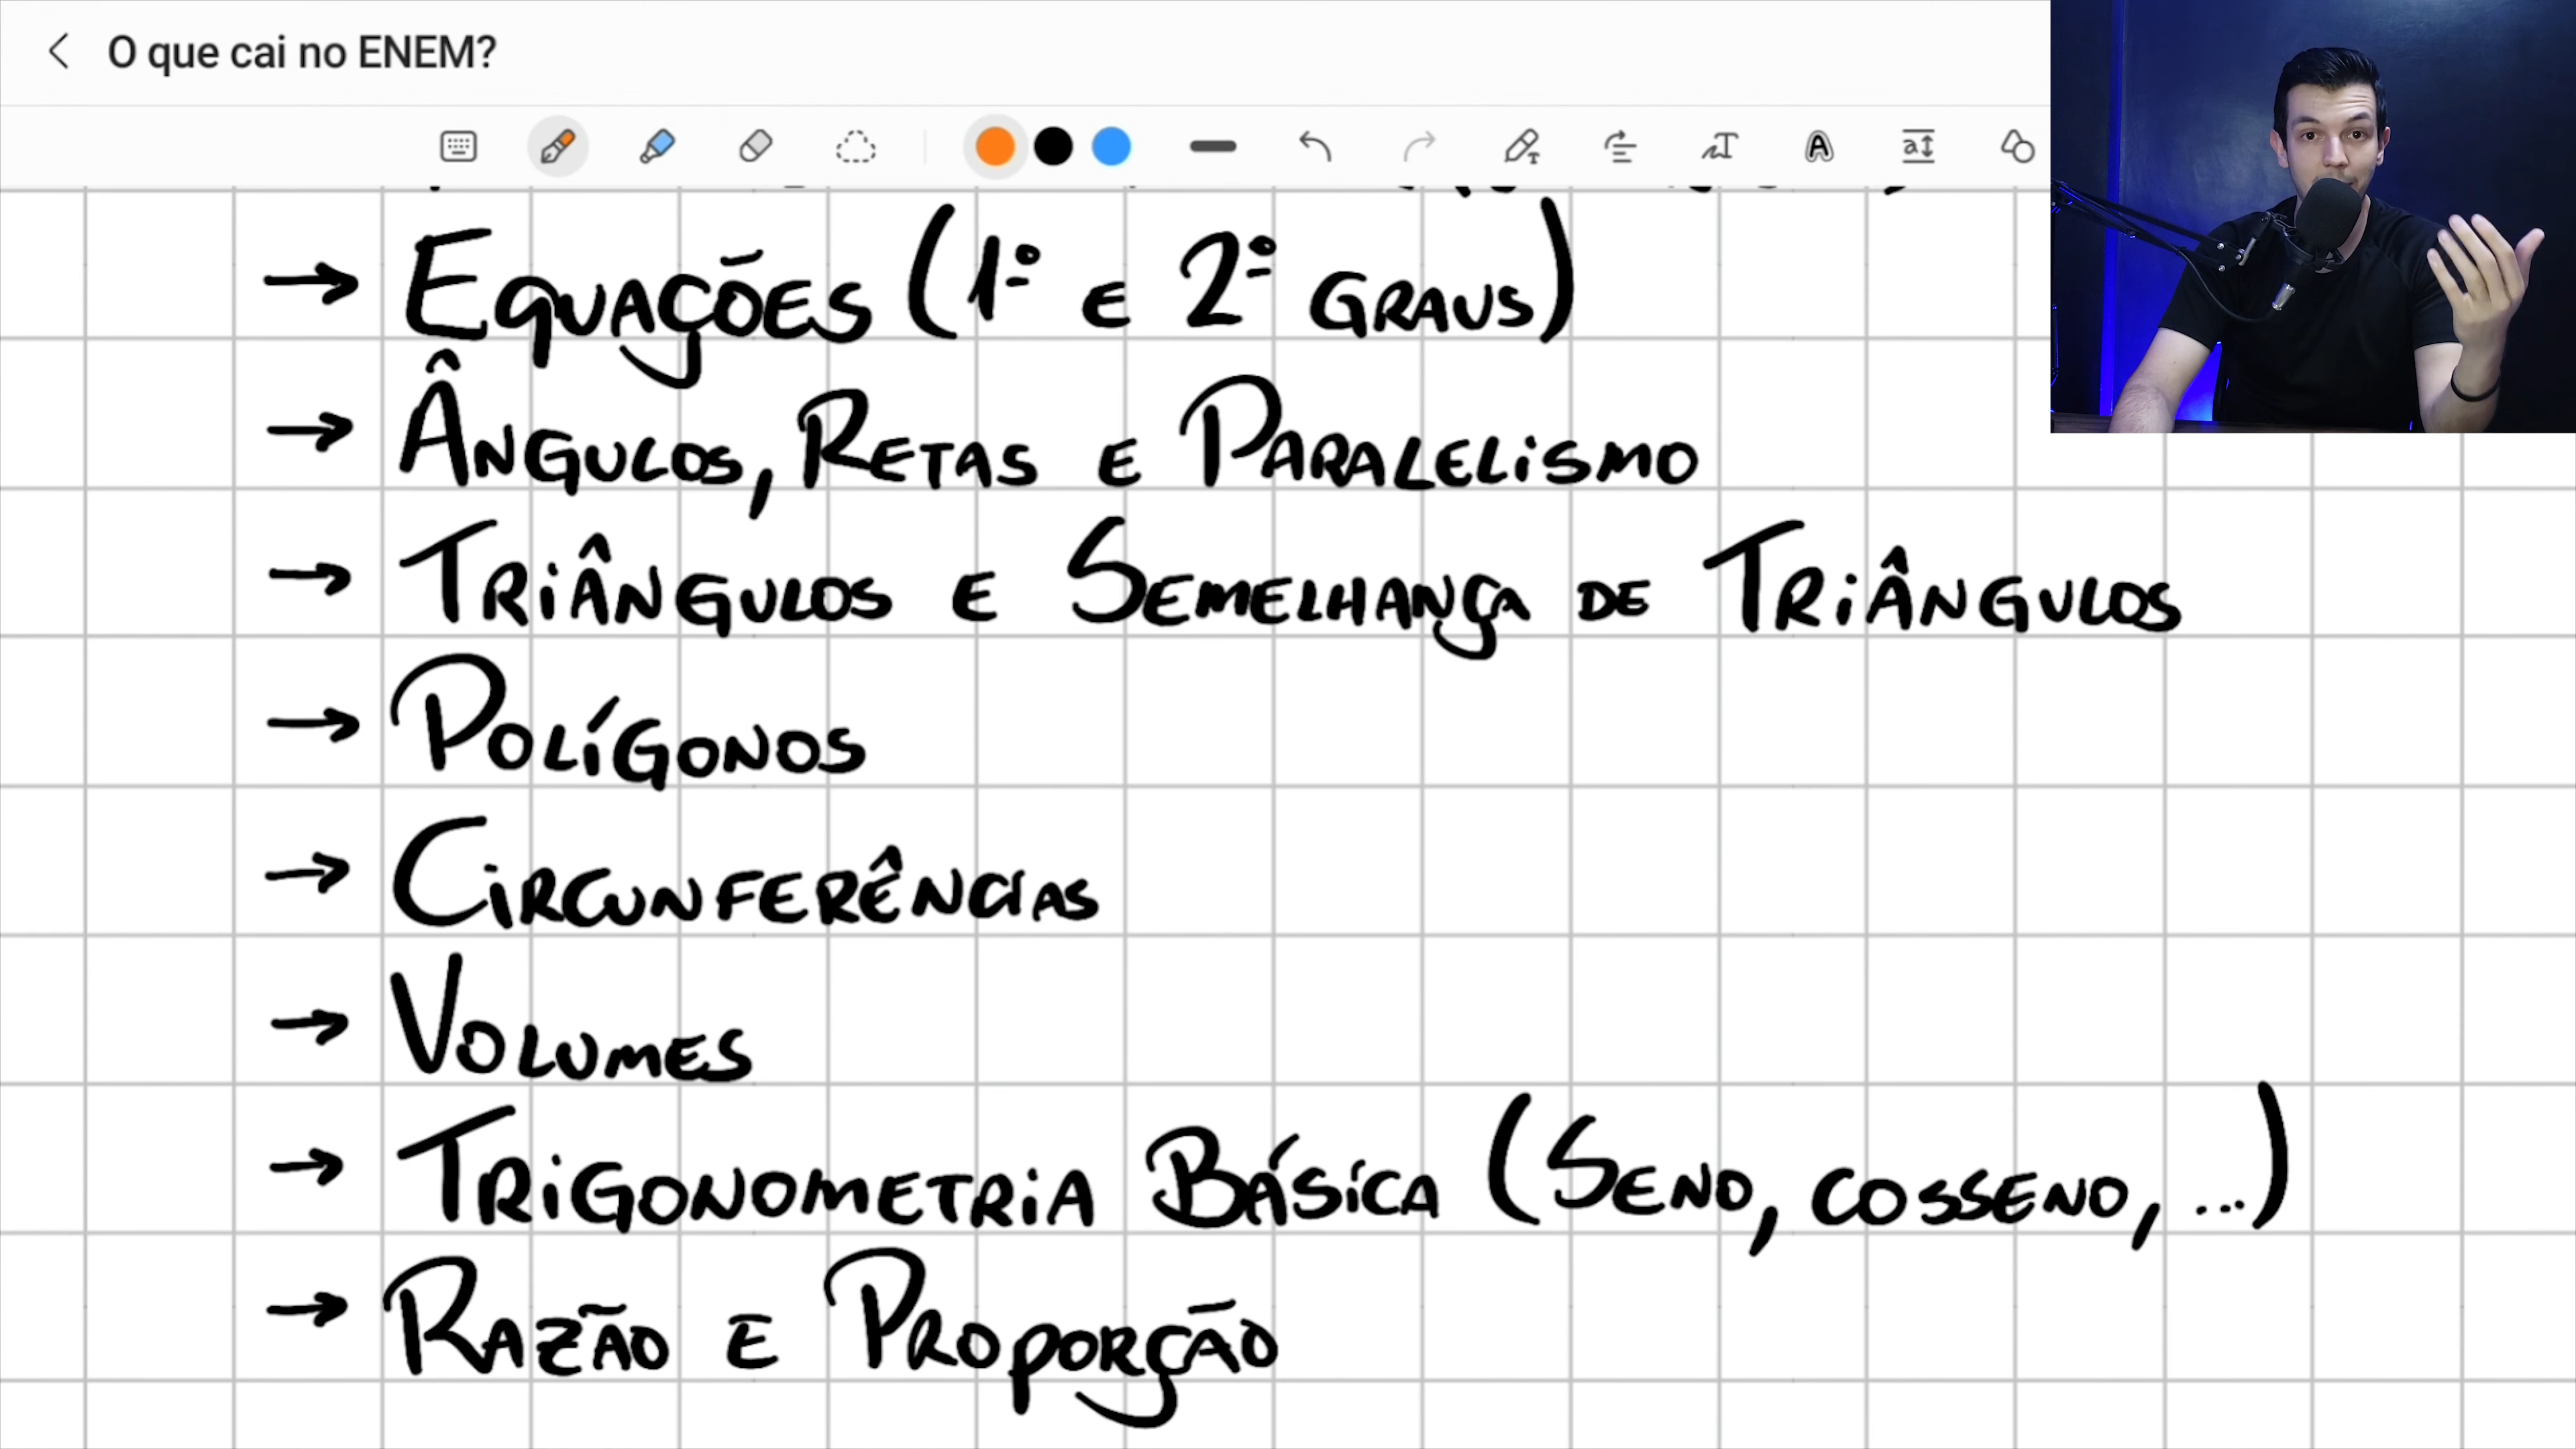 O que cai no ENEM?
→ EQUAÇÕES (1º E 2º GRAUS)
→ ÂNGULOS, RETAS E PARALELISMO
→ TRIÂNGULOS E SEMELHANÇA DE TRIÂNGULOS
→ POLÍGONOS
→ CIRCUNFERÊNCIAS
→ VOLUMES
→ TRIGONOMETRIA BÁSICA (SENO, COSSENO, ...)
→ RAZÃO E PROPORÇÃO